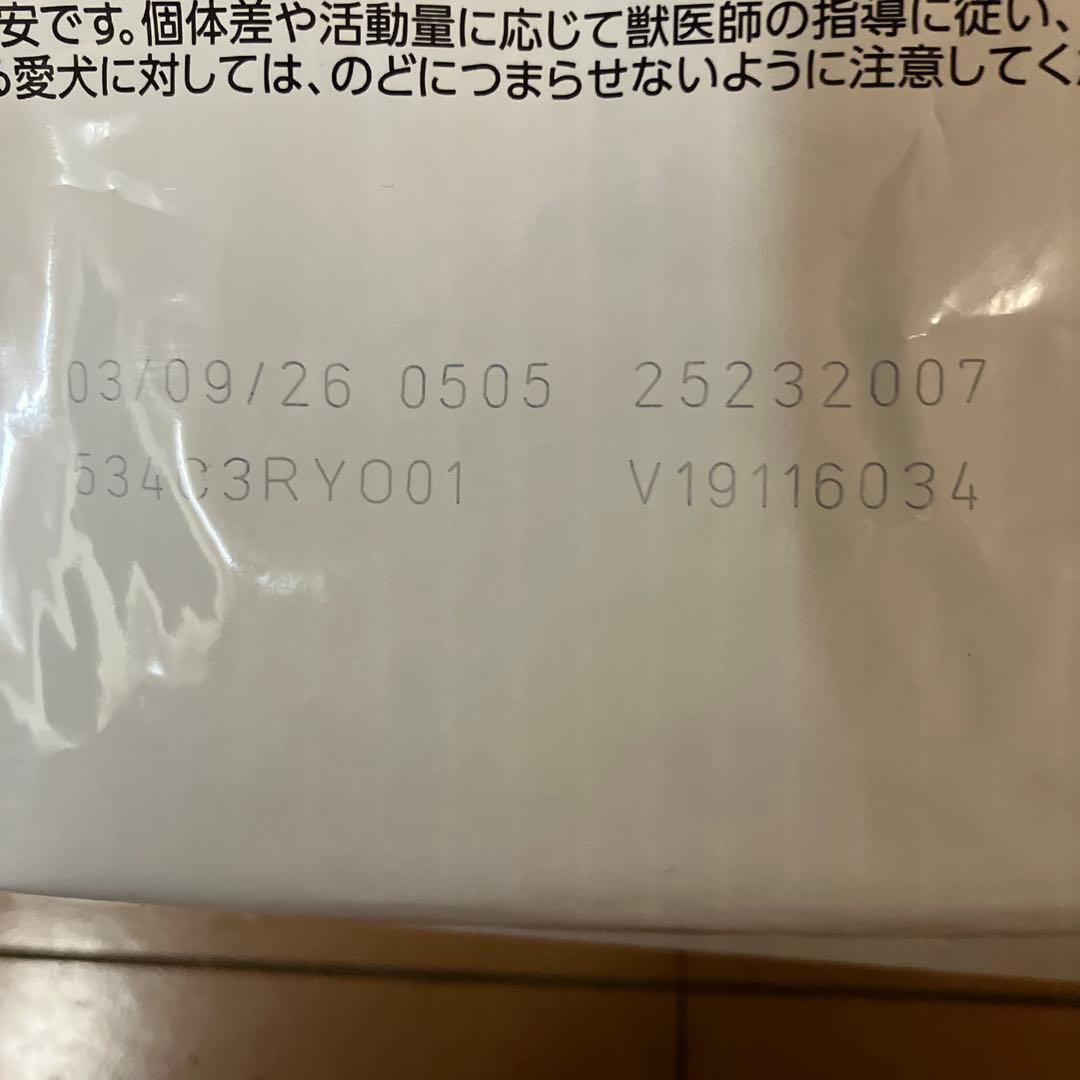 安です。個体差や活動量に応じて獣医師の指導に従い、
る愛犬に対しては、のどにつまらせないように注意してくだ
03/09/26 0505 25232007
534C3RY001 V19116034